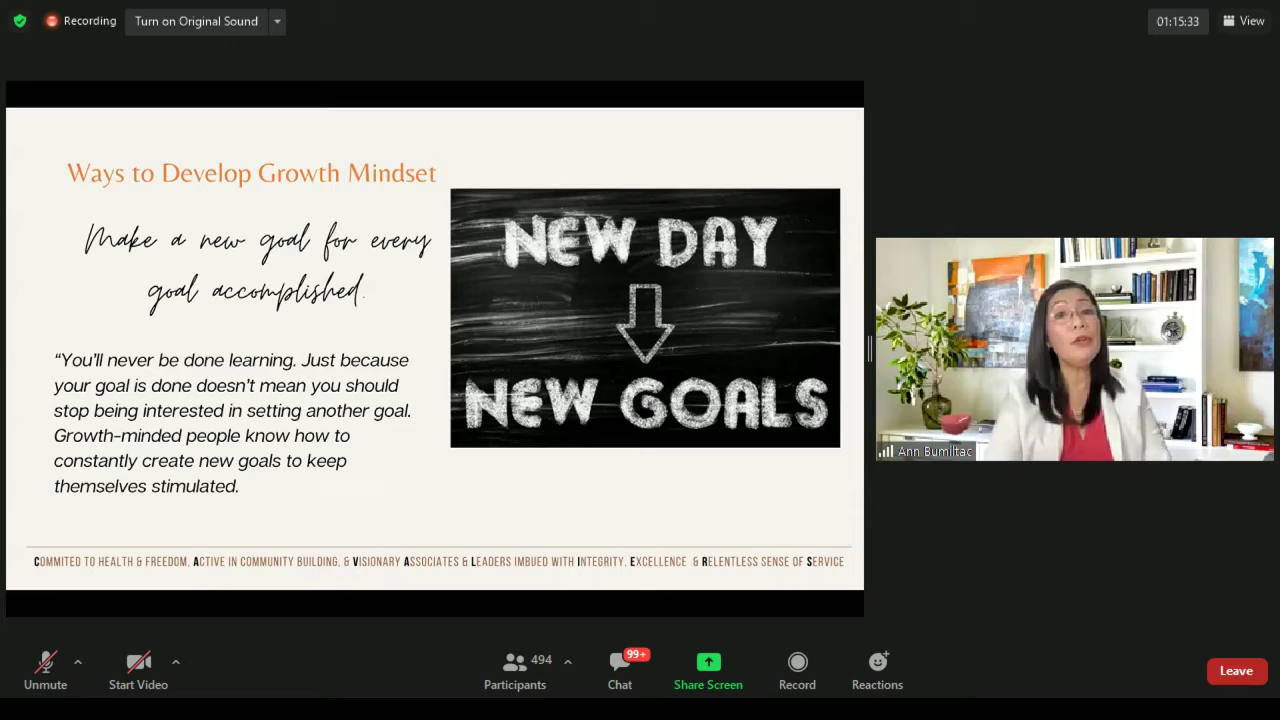 Recording
Turn on Original Sound
01:15:33
View
Ways to Develop Growth Mindset
Make a new goal for every
goal accomplished.
“You’ll never be done learning. Just because
your goal is done doesn’t mean you should
stop being interested in setting another goal.
Growth-minded people know how to
constantly create new goals to keep
themselves stimulated.
NEW DAY
NEW GOALS
COMMITED TO HEALTH & FREEDOM, ACTIVE IN COMMUNITY BUILDING, & VISIONARY ASSOCIATES & LEADERS IMBUED WITH INTEGRITY, EXCELLENCE & RELENTLESS SENSE OF SERVICE
Ann Bumiltac
Unmute
Start Video
494
Participants
99+
Chat
Share Screen
Record
Reactions
Leave